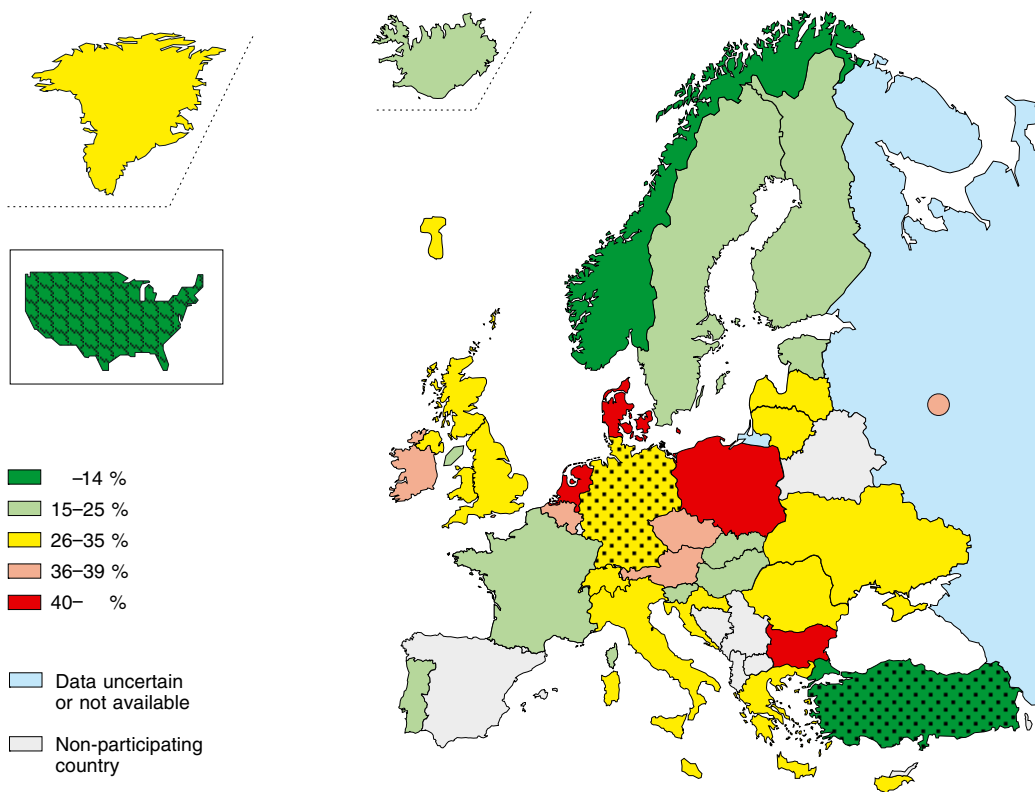 –14 %
15–25 %
26–35 %
36–39 %
40– %
Data uncertain
or not available
Non-participating
country